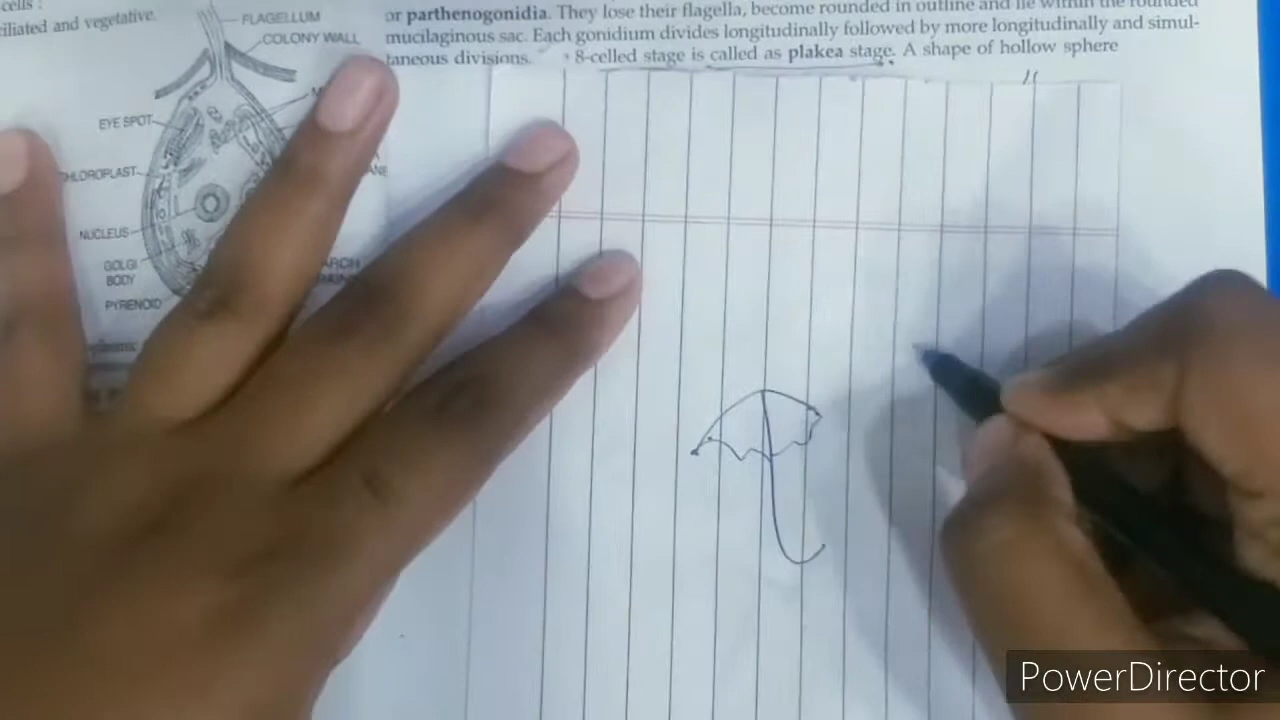 cells :
iliated and vegetative.
FLAGELLUM
COLONY WALL
EYE SPOT
HLOROPLAST
NUCLEUS
GOLGI
BODY
PYRENOID
or parthenogonidia. They lose their flagella, become rounded in outline and lie within the rounded
mucilaginous sac. Each gonidium divides longitudinally followed by more longitudinally and simul-
taneous divisions. 8-celled stage is called as plakea stage. A shape of hollow sphere
PowerDirector